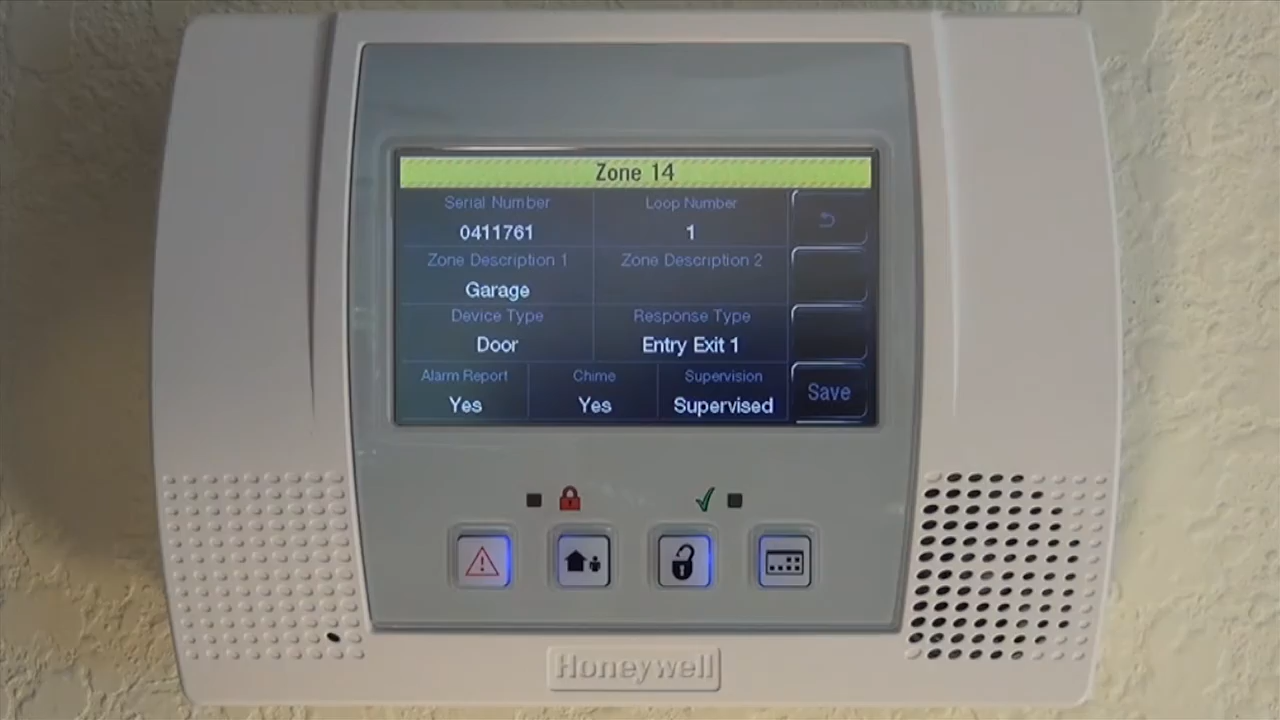 Zone 14
Serial Number Loop Number
0411761 1
Zone Description 1 Zone Description 2
Garage
Device Type Response Type
Door Entry Exit 1
Alarm Report Chime Supervision
Yes Yes Supervised
Save
Honeywell